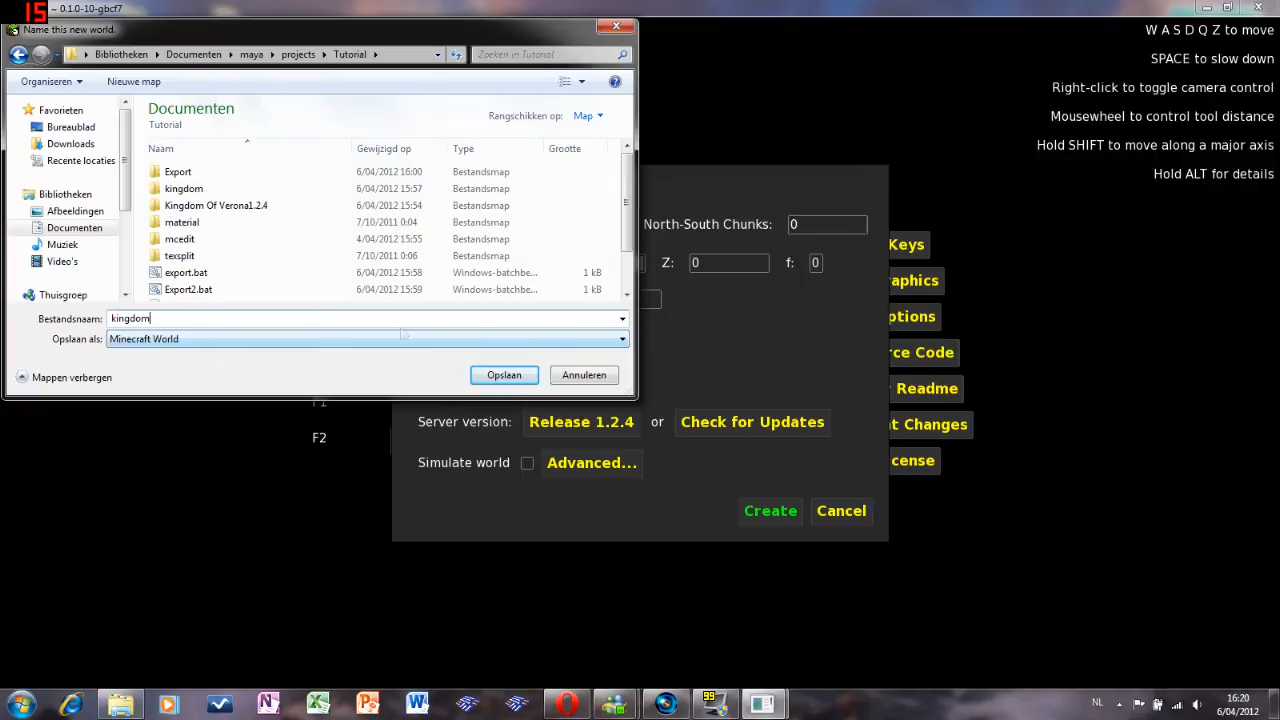 15
~ 0.1.0-10-gbcf7
Name this new world.
Bibliotheken Documenten maya projects Tutorial
Zoeken in Tutorial
Organiseren Nieuwe map
Favorieten
Bureaublad
Downloads
Recente locaties
Bibliotheken
Afbeeldingen
Documenten
Muziek
Video's
Thuisgroep
Documenten
Tutorial
Rangschikken op: Map
Naam Gewijzigd op Type Grootte
Export 6/04/2012 16:00 Bestandsmap
kingdom 6/04/2012 15:57 Bestandsmap
Kingdom Of Verona1.2.4 6/04/2012 15:54 Bestandsmap
material 7/10/2011 0:04 Bestandsmap
mcedit 4/04/2012 15:55 Bestandsmap
texsplit 7/10/2011 0:06 Bestandsmap
export.bat 6/04/2012 15:58 Windows-batchbe... 1 kB
Export2.bat 6/04/2012 15:59 Windows-batchbe... 1 kB
Bestandsnaam: kingdom
Opslaan als: Minecraft World
Mappen verbergen
Opslaan Annuleren
W A S D Q Z to move
SPACE to slow down
Right-click to toggle camera control
Mousewheel to control tool distance
Hold SHIFT to move along a major axis
Hold ALT for details
North-South Chunks: 0
Z: 0 f: 0
Keys
aphics
ptions
rce Code
Readme
t Changes
cense
F1
F2
Server version: Release 1.2.4 or Check for Updates
Simulate world Advanced...
Create Cancel
99
NL
16:20
6/04/2012